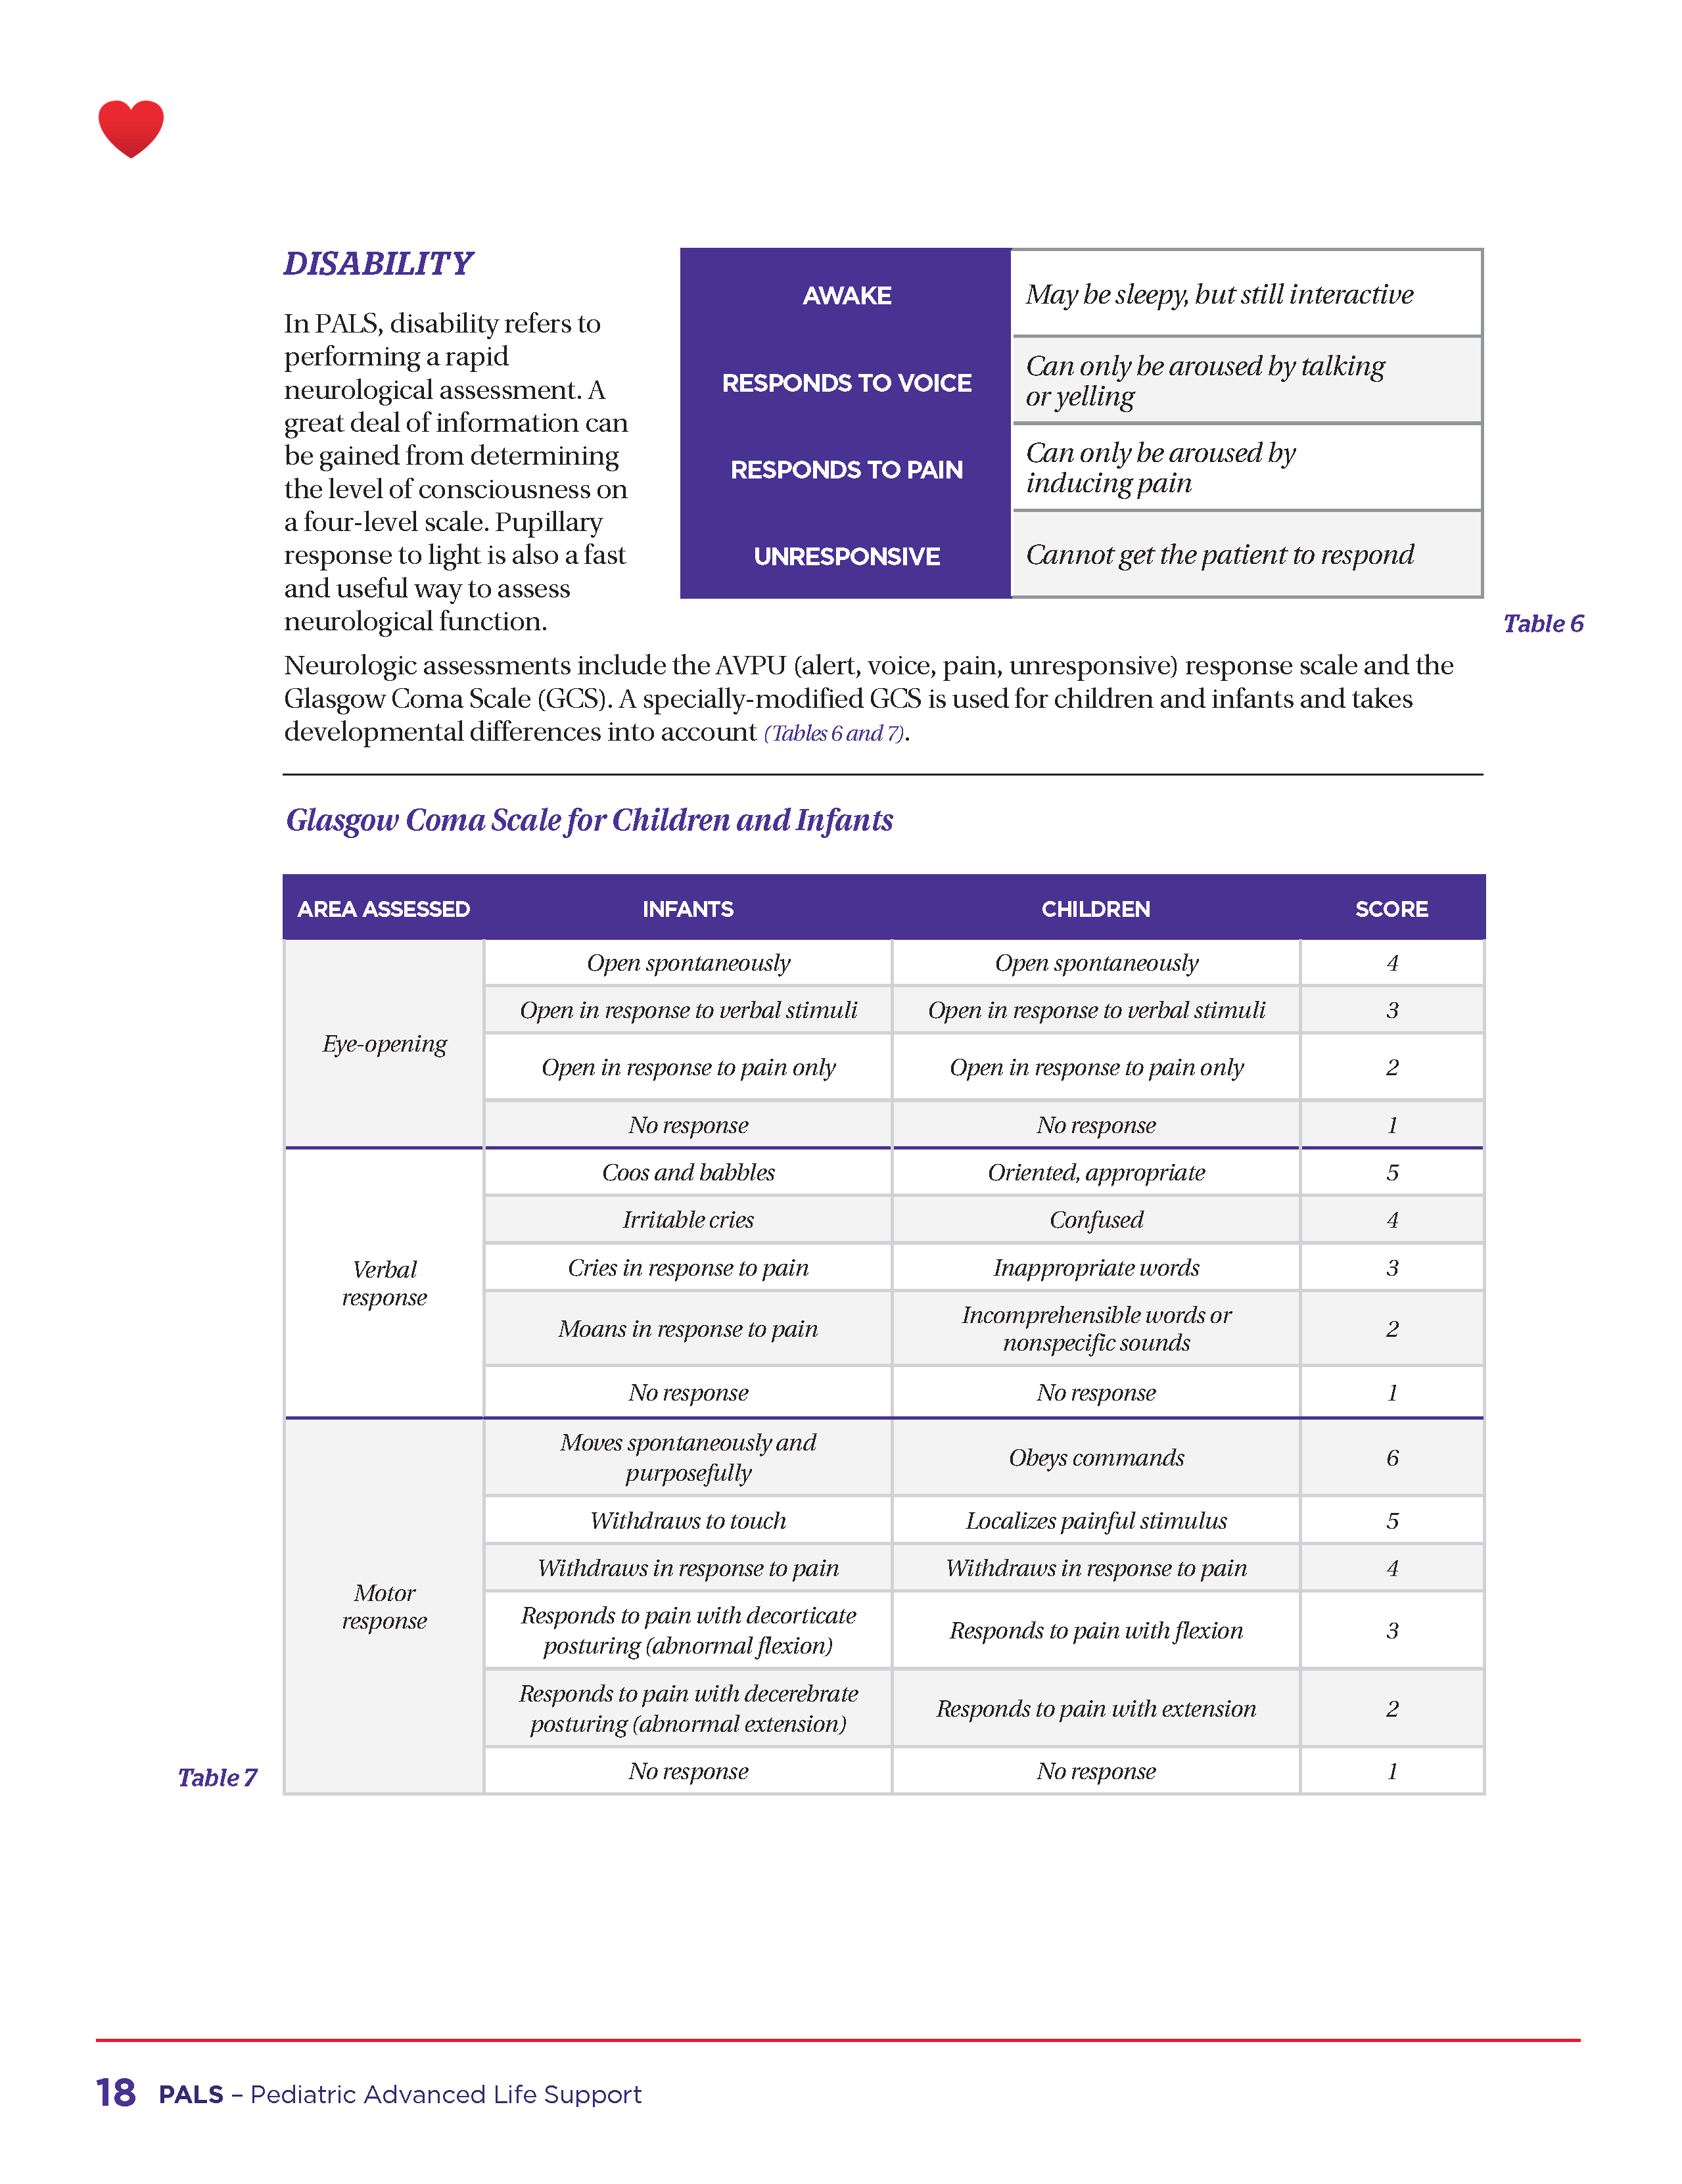 DISABILITY
In PALS, disability refers to
performing a rapid
neurological assessment. A
great deal of information can
be gained from determining
the level of consciousness on
a four-level scale. Pupillary
response to light is also a fast
and useful way to assess
neurological function.
AWAKE May be sleepy, but still interactive
RESPONDS TO VOICE Can only be aroused by talking
or yelling
RESPONDS TO PAIN Can only be aroused by
inducing pain
UNRESPONSIVE Cannot get the patient to respond
Table 6
Neurologic assessments include the AVPU (alert, voice, pain, unresponsive) response scale and the
Glasgow Coma Scale (GCS). A specially-modified GCS is used for children and infants and takes
developmental differences into account (Tables 6 and 7).
Glasgow Coma Scale for Children and Infants
AREA ASSESSED INFANTS CHILDREN SCORE
Eye-opening
Open spontaneously Open spontaneously 4
Open in response to verbal stimuli Open in response to verbal stimuli 3
Open in response to pain only Open in response to pain only 2
No response No response 1
Verbal
response
Coos and babbles Oriented, appropriate 5
Irritable cries Confused 4
Cries in response to pain Inappropriate words 3
Moans in response to pain Incomprehensible words or
nonspecific sounds 2
No response No response 1
Motor
response
Moves spontaneously and
purposefully Obeys commands 6
Withdraws to touch Localizes painful stimulus 5
Withdraws in response to pain Withdraws in response to pain 4
Responds to pain with decorticate
posturing (abnormal flexion) Responds to pain with flexion 3
Responds to pain with decerebrate
posturing (abnormal extension) Responds to pain with extension 2
No response No response 1
Table 7
18 PALS – Pediatric Advanced Life Support